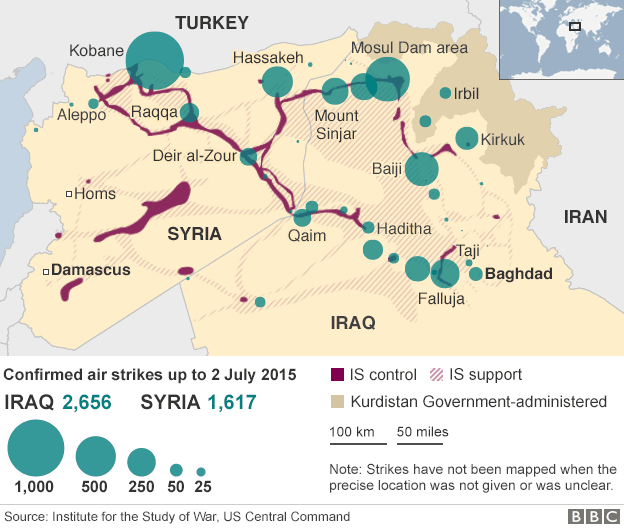 TURKEY
Kobane
Hassakeh
Mosul Dam area
Aleppo
Raqqa
Mount
Sinjar
Irbil
Kirkuk
Deir al-Zour
Baiji
Homs
SYRIA
Qaim
Haditha
IRAN
Damascus
Taji
Baghdad
Falluja
IRAQ
Confirmed air strikes up to 2 July 2015
IRAQ 2,656 SYRIA 1,617
1,000 500 250 50 25
IS control IS support
Kurdistan Government-administered
100 km 50 miles
Note: Strikes have not been mapped when the
precise location was not given or was unclear.
Source: Institute for the Study of War, US Central Command
BBC